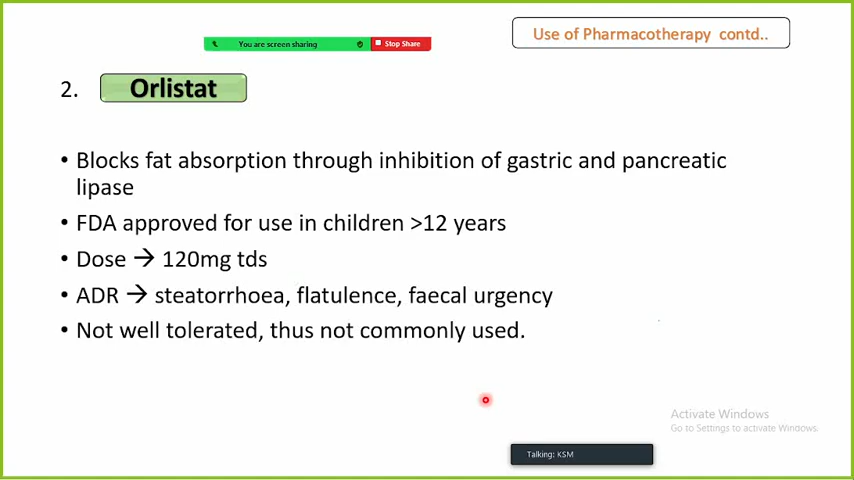 Use of Pharmacotherapy contd..
You are screen sharing
Stop Share
2. Orlistat
• Blocks fat absorption through inhibition of gastric and pancreatic
lipase
• FDA approved for use in children >12 years
• Dose → 120mg tds
• ADR → steatorrhoea, flatulence, faecal urgency
• Not well tolerated, thus not commonly used.
Activate Windows
Go to Settings to activate Windows.
Talking: KSM